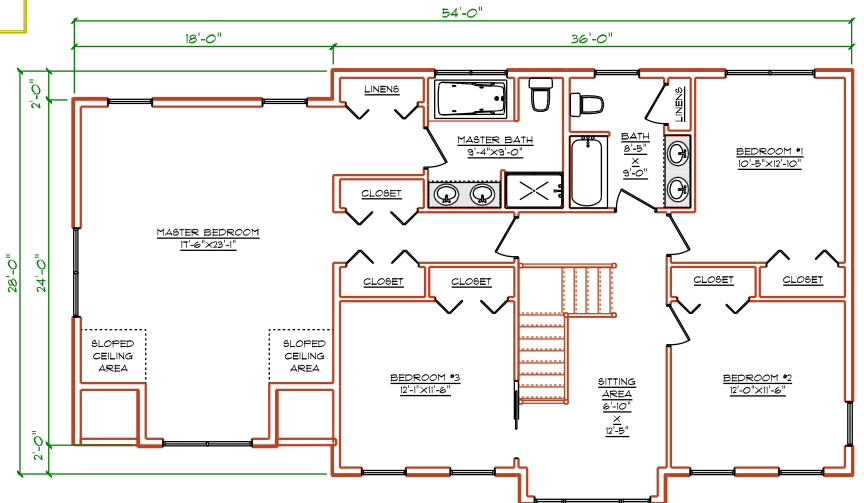 54'-0"
18'-0"
36'-0"
2'-0"
28'-0"
24'-0"
2'-0"
LINENS
MASTER BATH
9'-4"X9'-0"
BATH
8'-5"
X
9'-0"
LINENS
BEDROOM #1
10'-5"X12'-10"
CLOSET
MASTER BEDROOM
17'-6"X23'-1"
CLOSET
CLOSET
CLOSET
CLOSET
SLOPED
CEILING
AREA
SLOPED
CEILING
AREA
BEDROOM #3
12'-1"X11'-6"
SITTING
AREA
6'-10"
X
12'-5"
BEDROOM #2
12'-0"X11'-6"